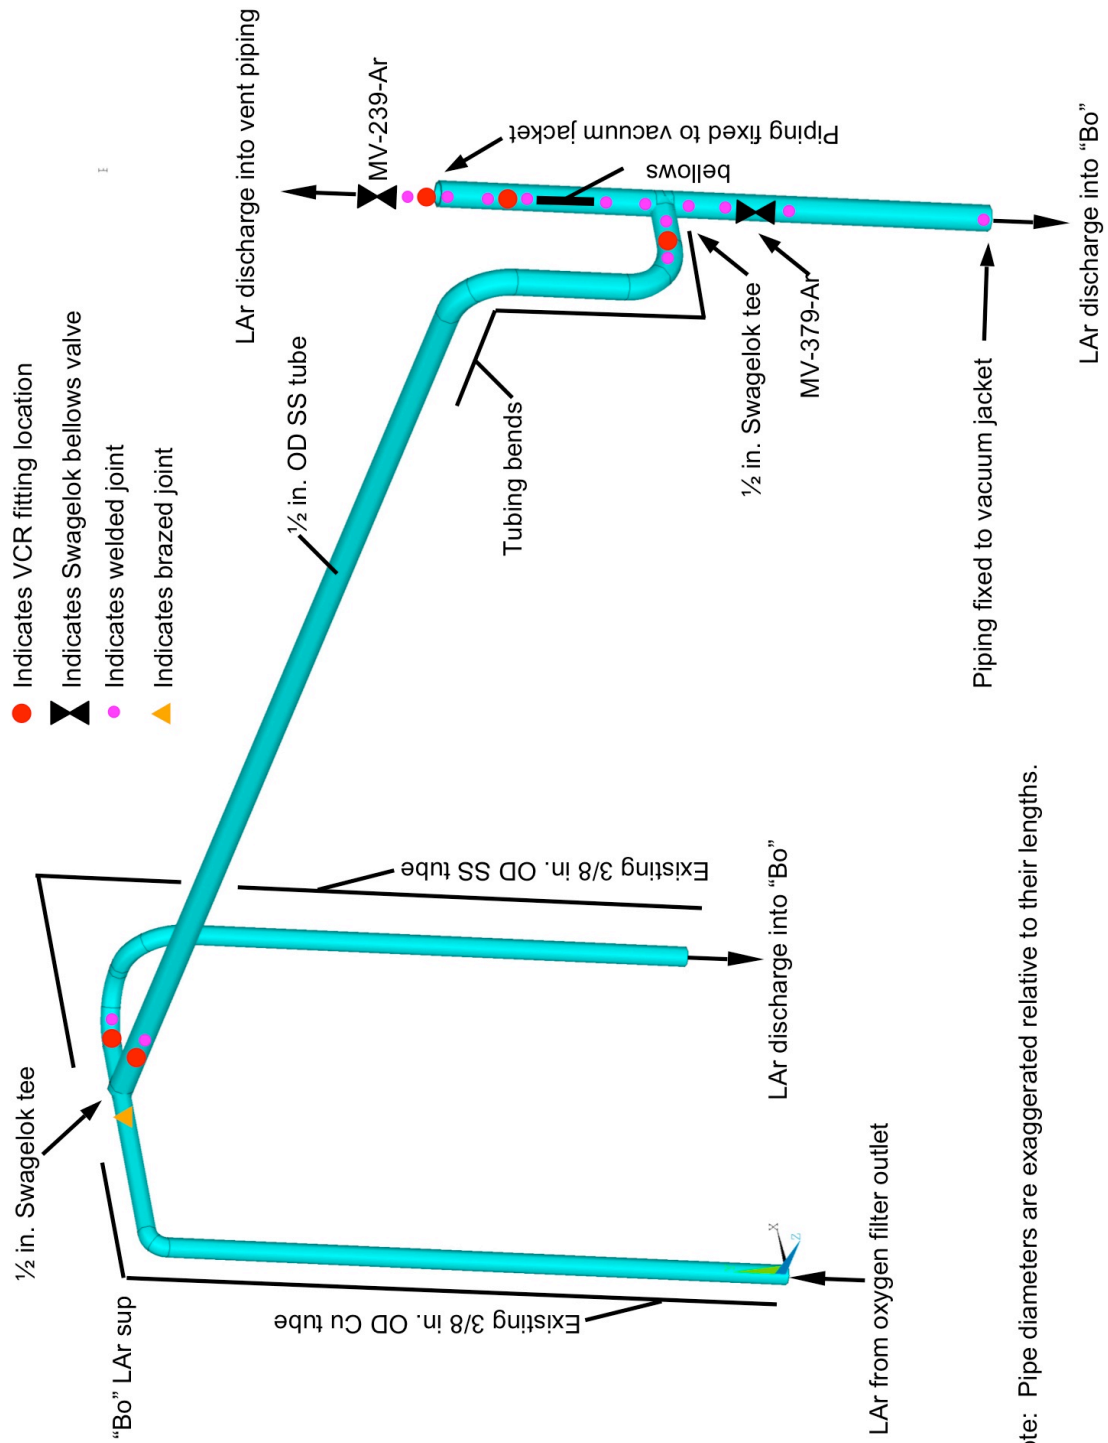 Indicates VCR fitting location
Indicates Swagelok bellows valve
Indicates welded joint
Indicates brazed joint
LAr discharge into vent piping
MV-239-Ar
Piping fixed to vacuum jacket
bellows
½ in. OD SS tube
Tubing bends
½ in. Swagelok tee
MV-379-Ar
Piping fixed to vacuum jacket
LAr discharge into “Bo”
½ in. Swagelok tee
Existing 3/8 in. OD SS tube
LAr discharge into “Bo”
"Bo” LAr sup
Existing 3/8 in. OD Cu tube
X
Z
LAr from oxygen filter outlet
ote: Pipe diameters are exaggerated relative to their lengths.